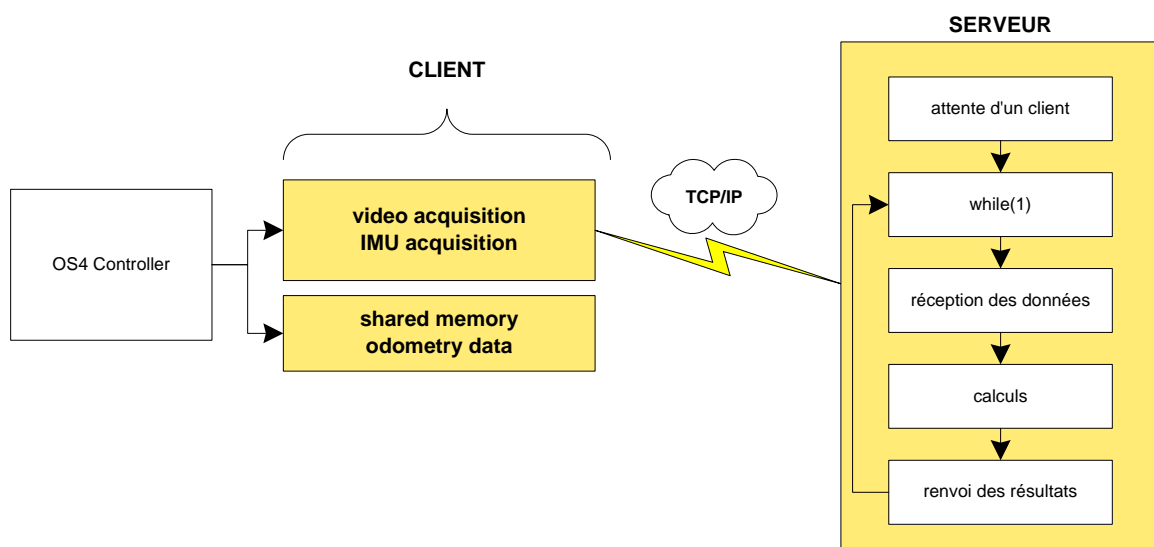 SERVEUR
CLIENT
attente d'un client
TCP/IP
while(1)
video acquisition
IMU acquisition
OS4 Controller
réception des données
shared memory
odometry data
calculs
renvoi des résultats